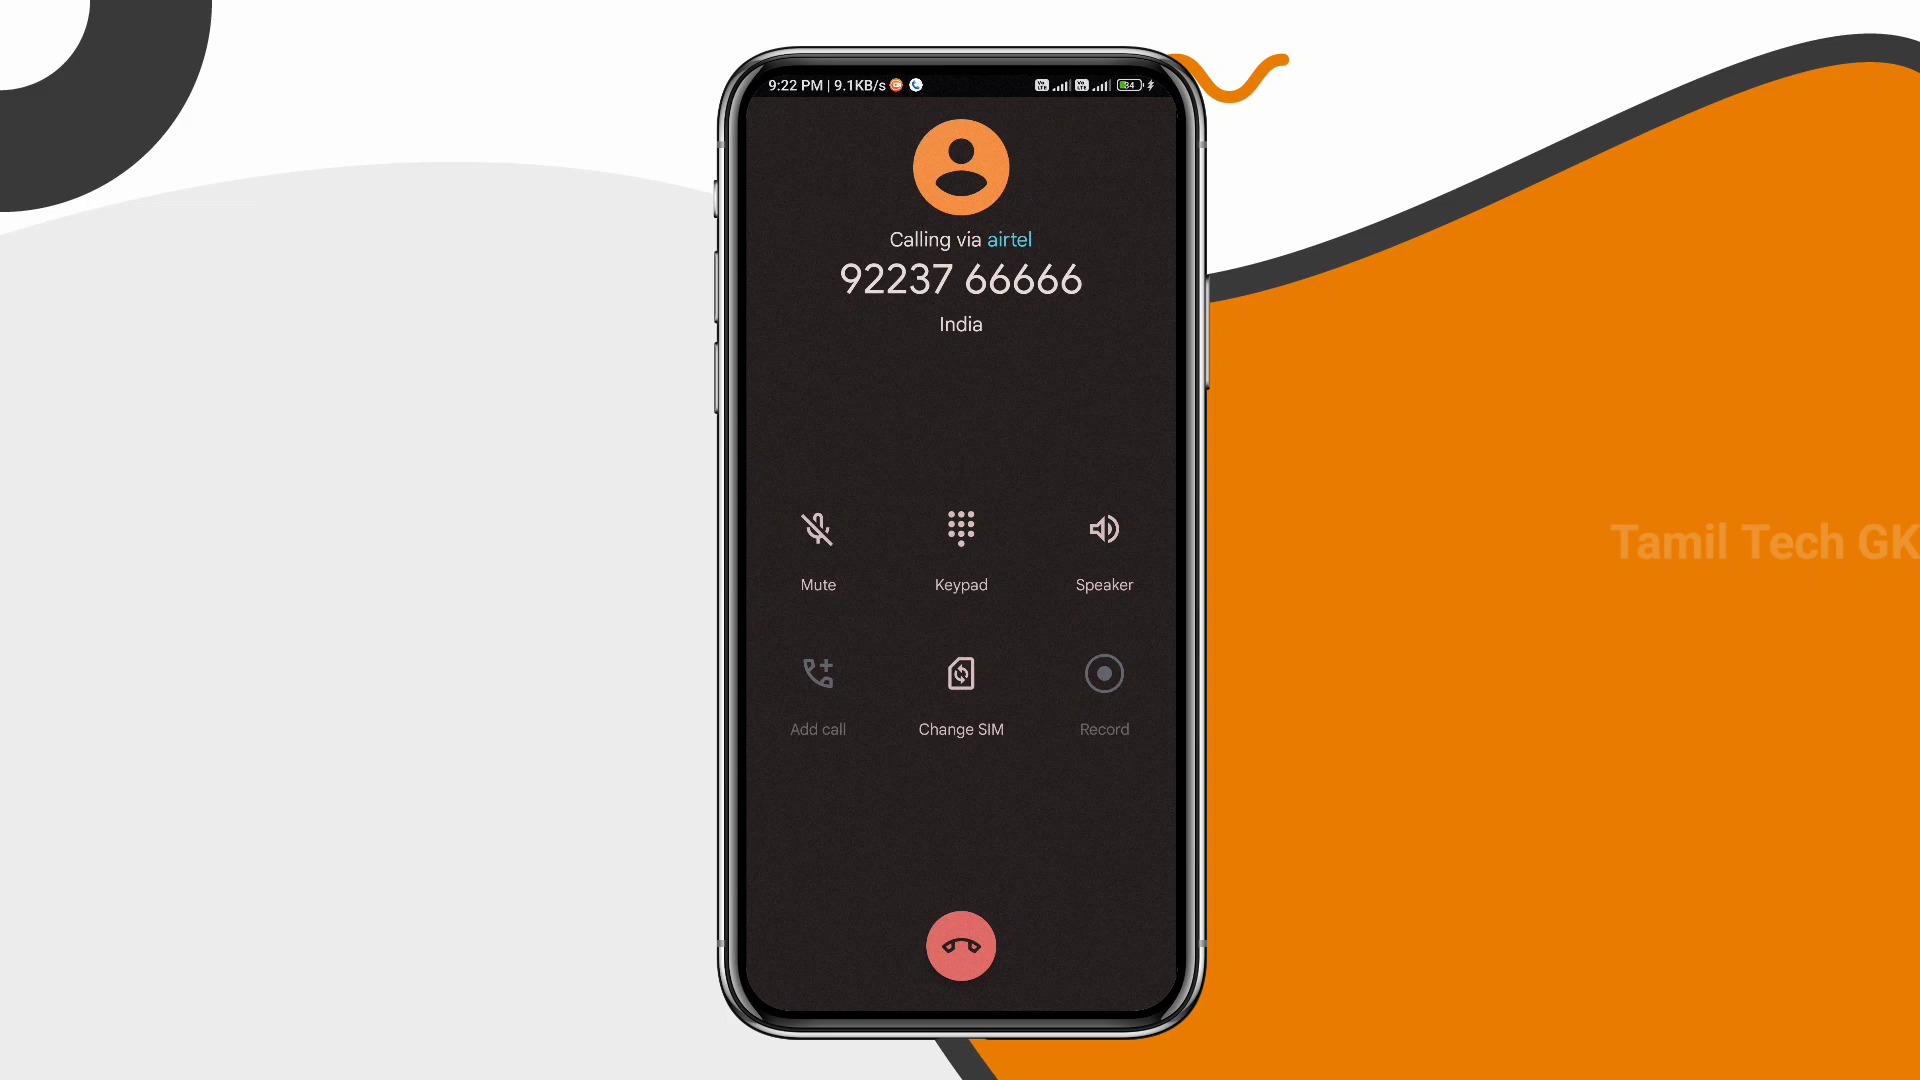 9:22 PM | 9.1KB/s
34
Calling via airtel
92237 66666
India
Mute
Keypad
Speaker
Add call
Change SIM
Record
Tamil Tech GK